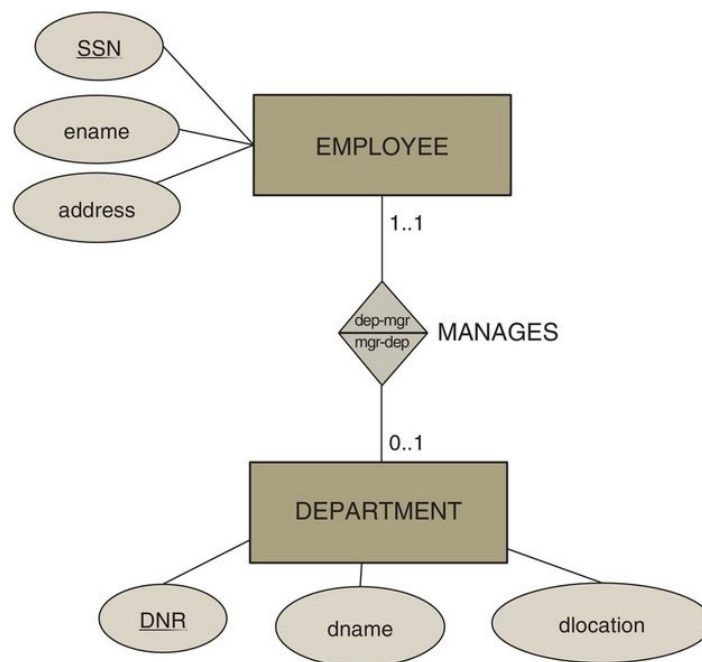 SSN
ename
address
EMPLOYEE
1..1
dep-mgr
mgr-dep
MANAGES
0..1
DEPARTMENT
DNR
dname
dlocation